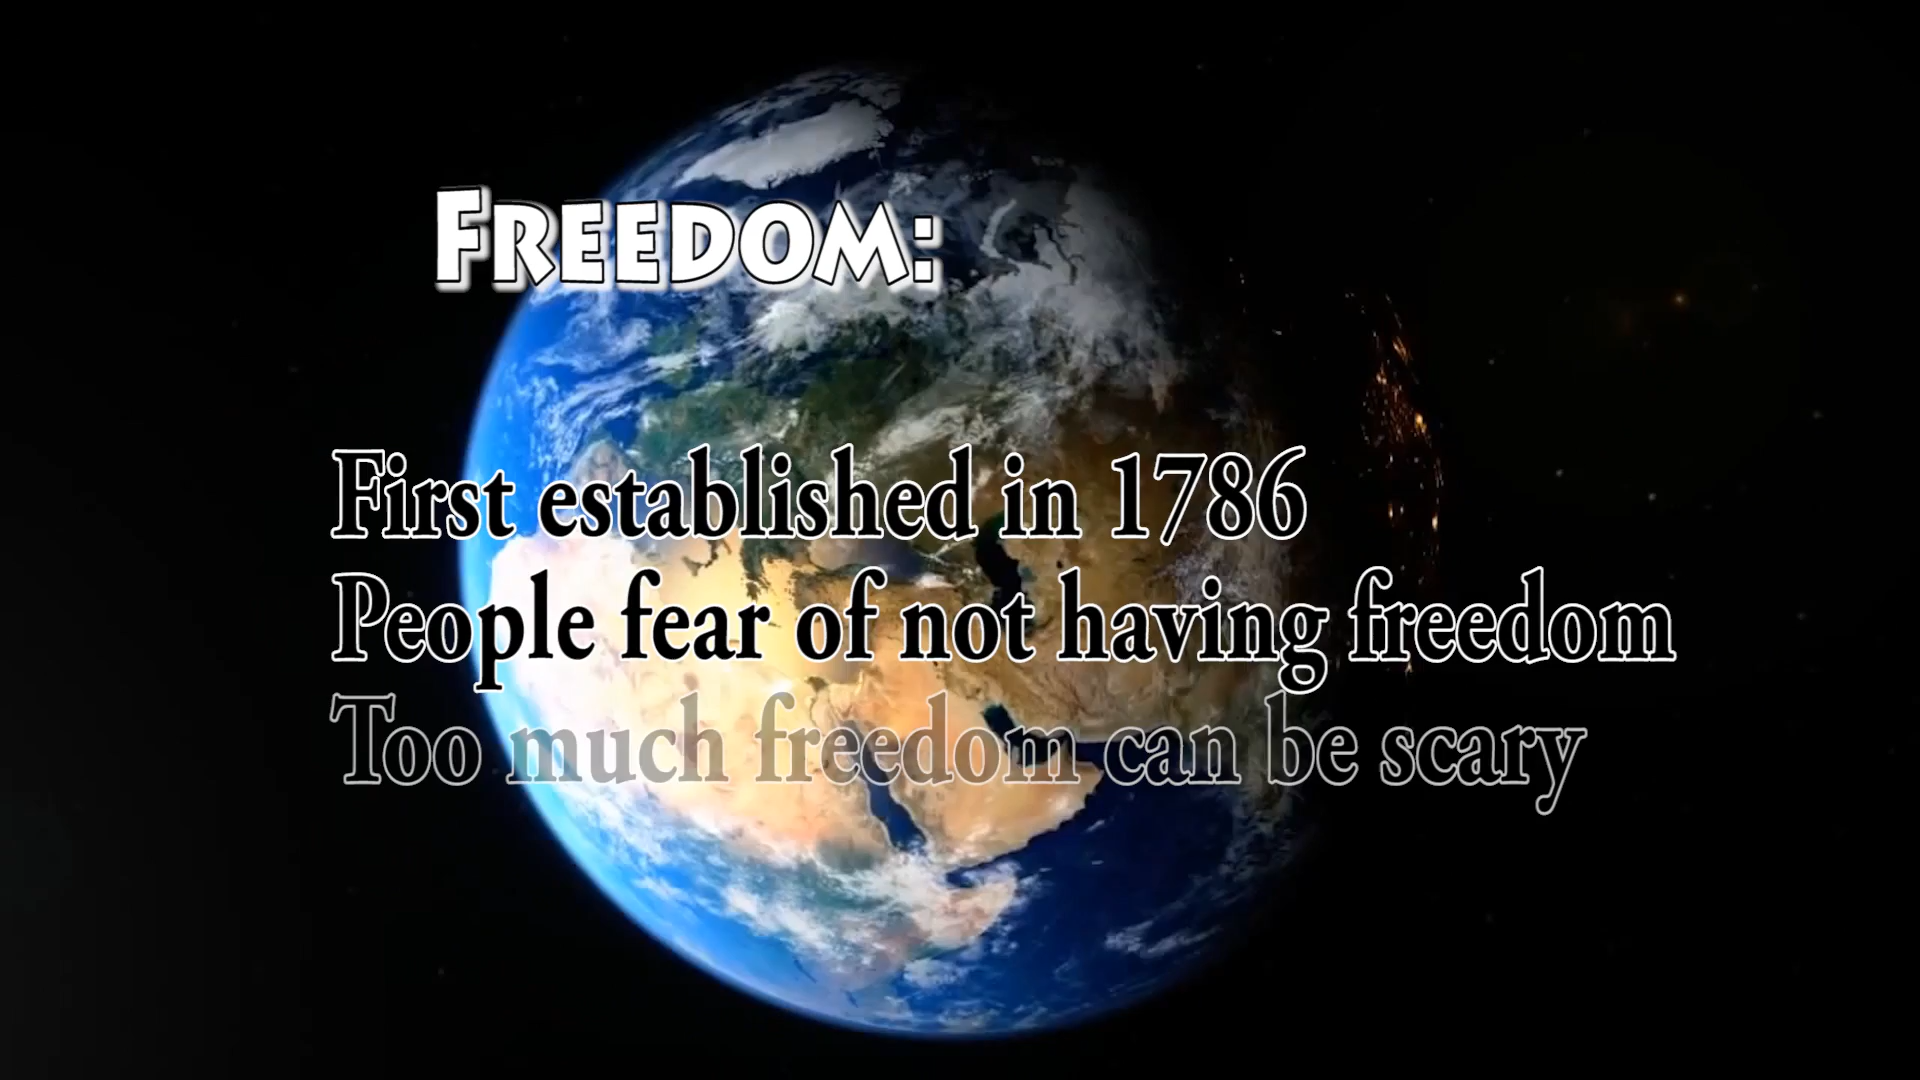 Freedom:
First established in 1786
People fear of not having freedom
Too much freedom can be scary